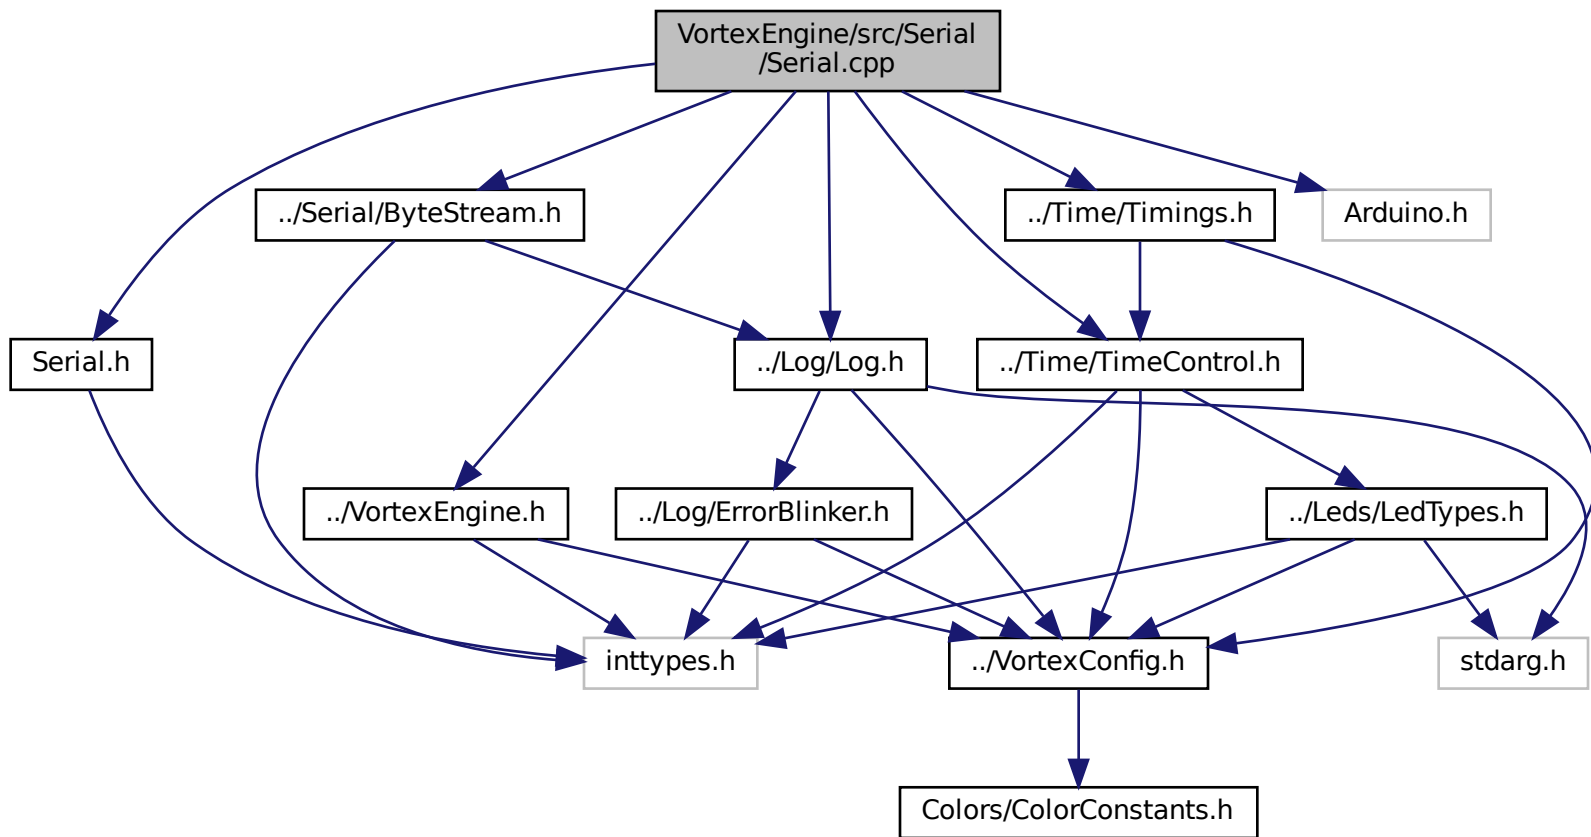 VortexEngine/src/Serial
/Serial.cpp
../Serial/ByteStream.h
../Time/Timings.h
Arduino.h
Serial.h
../Log/Log.h
../Time/TimeControl.h
../VortexEngine.h
../Log/ErrorBlinker.h
../Leds/LedTypes.h
inttypes.h
../VortexConfig.h
stdarg.h
Colors/ColorConstants.h